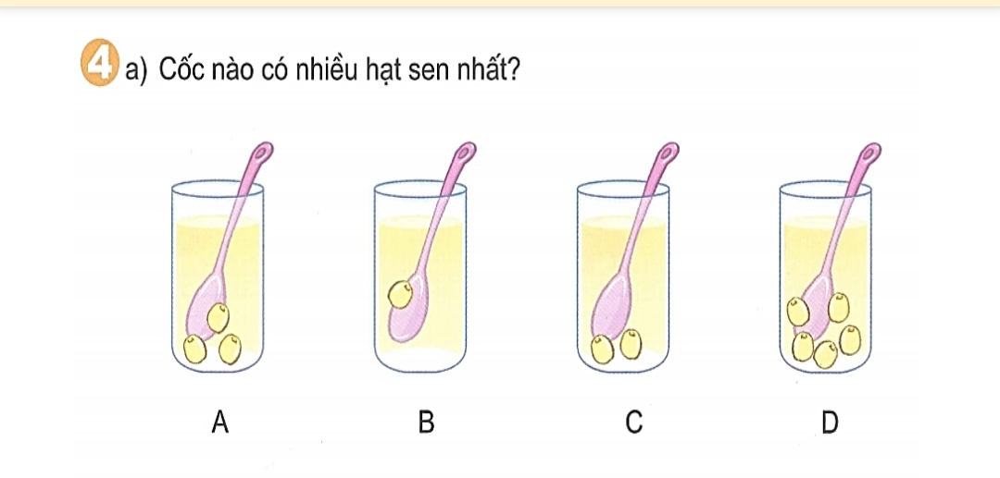 4 a) Cốc nào có nhiều hạt sen nhất?
A B C D